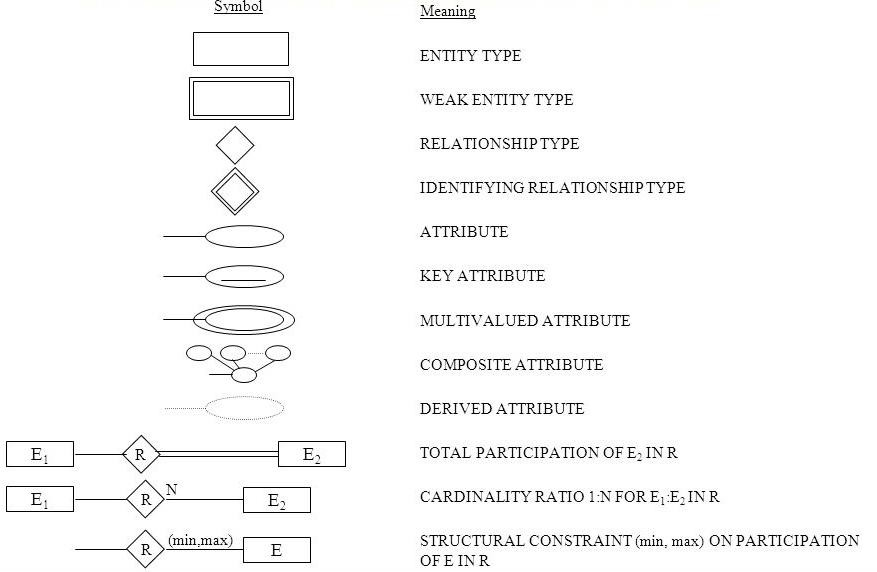 Symbol Meaning
ENTITY TYPE
WEAK ENTITY TYPE
RELATIONSHIP TYPE
IDENTIFYING RELATIONSHIP TYPE
ATTRIBUTE
KEY ATTRIBUTE
MULTIVALUED ATTRIBUTE
COMPOSITE ATTRIBUTE
DERIVED ATTRIBUTE
E₁ R E₂ TOTAL PARTICIPATION OF E₂ IN R
E₁ R N E₂ CARDINALITY RATIO 1:N FOR E₁:E₂ IN R
R (min,max) E STRUCTURAL CONSTRAINT (min, max) ON PARTICIPATION
OF E IN R